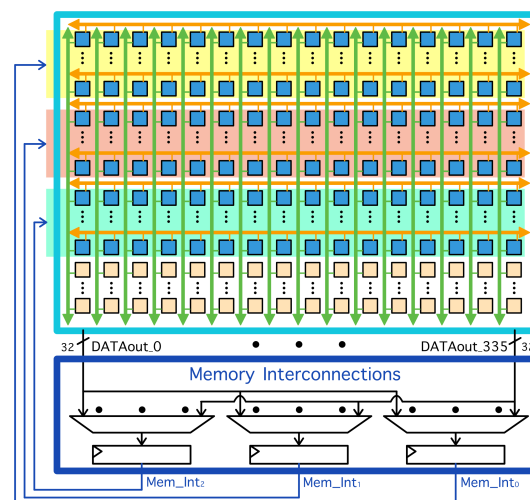 32 DATAout_0 DATAout_335 32
Memory Interconnections
Mem_Int₂ Mem_Int₁ Mem_Int₀